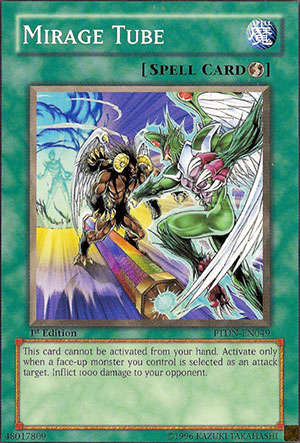 MIRAGE TUBE
魔
[SPELL CARD]
1st Edition
PTDN-EN049
This card cannot be activated from your hand. Activate only
when a face-up monster you control is selected as an attack
target. Inflict 1000 damage to your opponent.
48017809
©1996 KAZUKI TAKAHASHI